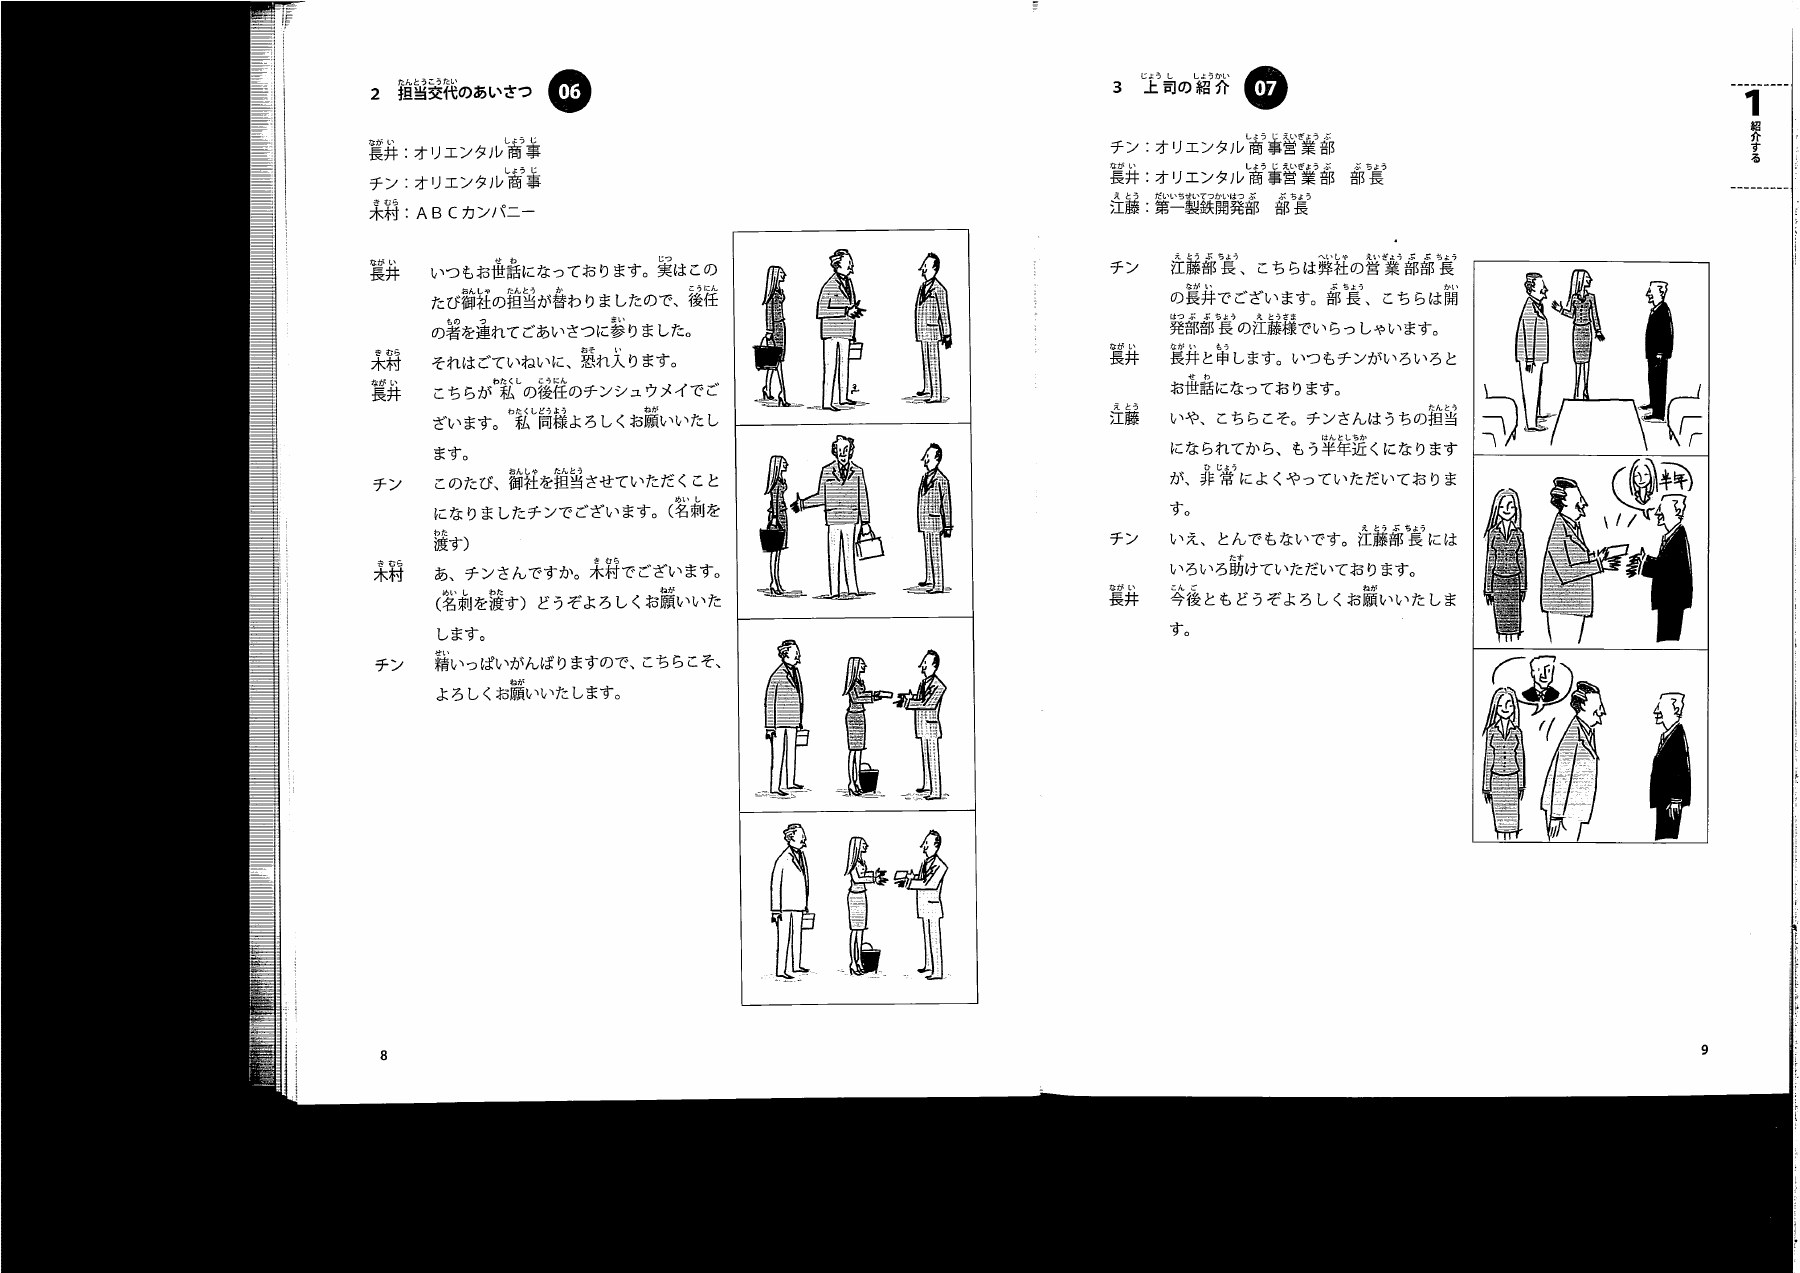 2 担当交代のあいさつ 06
長井：オリエンタル商事
チン：オリエンタル商事
木村：ＡＢＣカンパニー
長井 いつもお世話になっております。実はこの
たび御社の担当が替わりましたので、後任
の者を連れてごあいさつに参りました。
木村 それはごていねいに、恐れ入ります。
長井 こちらが私の後任のチンシュウメイでご
ざいます。私同様よろしくお願いいたし
ます。
チン このたび、御社を担当させていただくこと
になりましたチンでございます。（名刺を
渡す）
木村 あ、チンさんですか。木村でございます。
（名刺を渡す）どうぞよろしくお願いいた
します。
チン 精いっぱいがんばりますので、こちらこそ、
よろしくお願いいたします。
8
3 上司の紹介 07
チン：オリエンタル商事営業部
長井：オリエンタル商事営業部 部長
江藤：第一製鉄開発部 部長
チン 江藤部長、こちらは弊社の営業部部長
の長井でございます。部長、こちらは開
発部部長の江藤様でいらっしゃいます。
長井 長井と申します。いつもチンがいろいろと
お世話になっております。
江藤 いや、こちらこそ。チンさんはうちの担当
になられてから、もう半年近くになります
が、非常によくやっていただいておりま
す。
チン いえ、とんでもないです。江藤部長には
いろいろ助けていただいております。
長井 今後ともどうぞよろしくお願いいたしま
す。
半年
1 紹介する
9